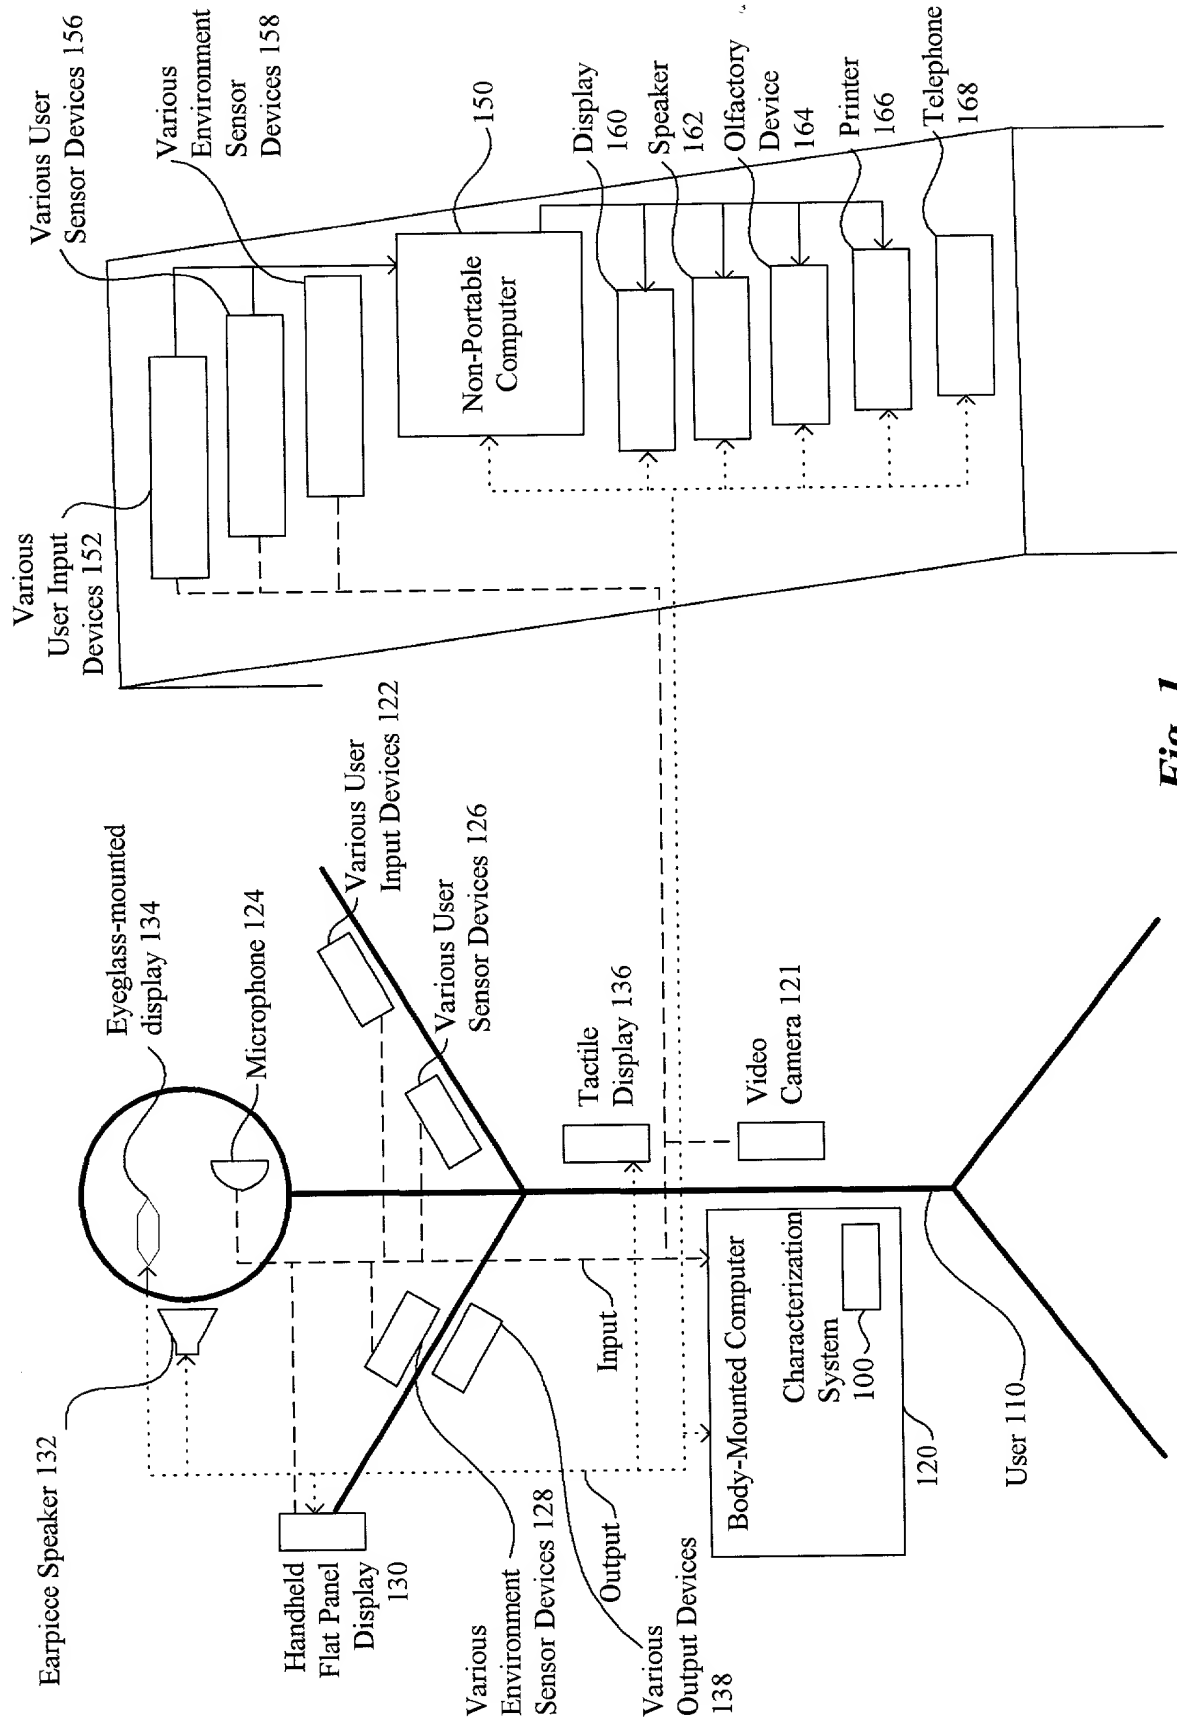 Earpiece Speaker 132
Eyeglass-mounted
display 134
Microphone 124
Handheld
Flat Panel
Display
130
Various User
Input Devices 122
Various User
Sensor Devices 126
Various
Environment
Sensor Devices 128
Various
Output Devices
138
Output
Input
Tactile
Display 136
Video
Camera 121
Body-Mounted Computer
Characterization
System
100
120
User 110
Various
User Input
Devices 152
Various User
Sensor Devices 156
Various
Environment
Sensor
Devices 158
Non-Portable
Computer
150
Display
160
Speaker
162
Olfactory
Device
164
Printer
166
Telephone
168
Fig. 1